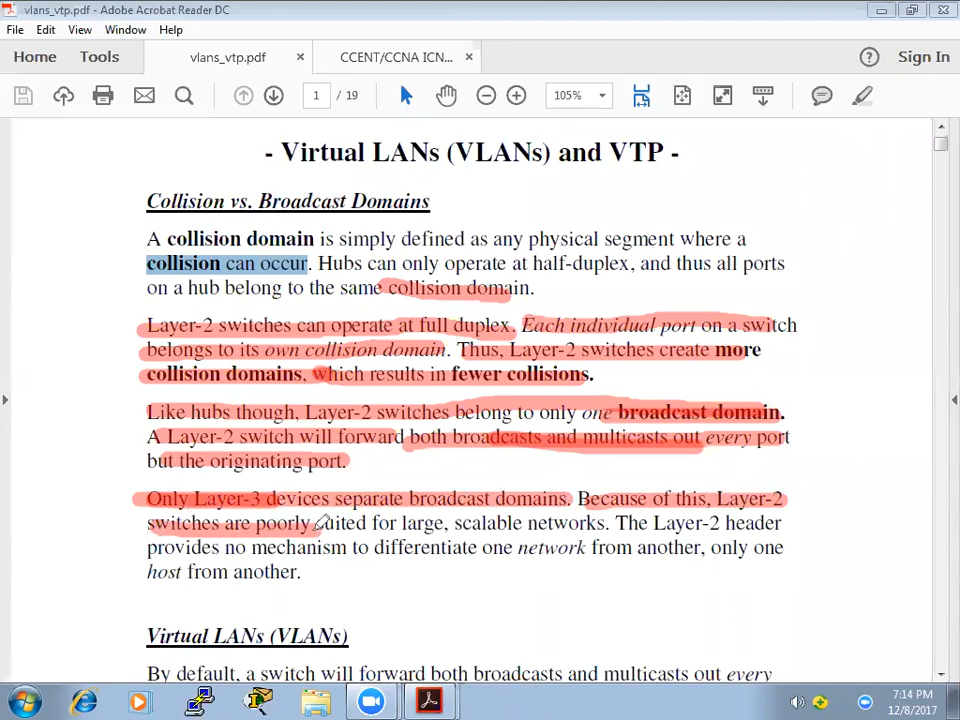 vlans_vtp.pdf - Adobe Acrobat Reader DC
File Edit View Window Help
Home Tools vlans_vtp.pdf × CCENT/CCNA ICN... × Sign In
1 / 19 105%
- Virtual LANs (VLANs) and VTP -
Collision vs. Broadcast Domains
A collision domain is simply defined as any physical segment where a
collision can occur. Hubs can only operate at half-duplex, and thus all ports
on a hub belong to the same collision domain.
Layer-2 switches can operate at full duplex. Each individual port on a switch
belongs to its own collision domain. Thus, Layer-2 switches create more
collision domains, which results in fewer collisions.
Like hubs though, Layer-2 switches belong to only one broadcast domain.
A Layer-2 switch will forward both broadcasts and multicasts out every port
but the originating port.
Only Layer-3 devices separate broadcast domains. Because of this, Layer-2
switches are poorly suited for large, scalable networks. The Layer-2 header
provides no mechanism to differentiate one network from another, only one
host from another.
Virtual LANs (VLANs)
By default, a switch will forward both broadcasts and multicasts out every
7:14 PM
12/8/2017